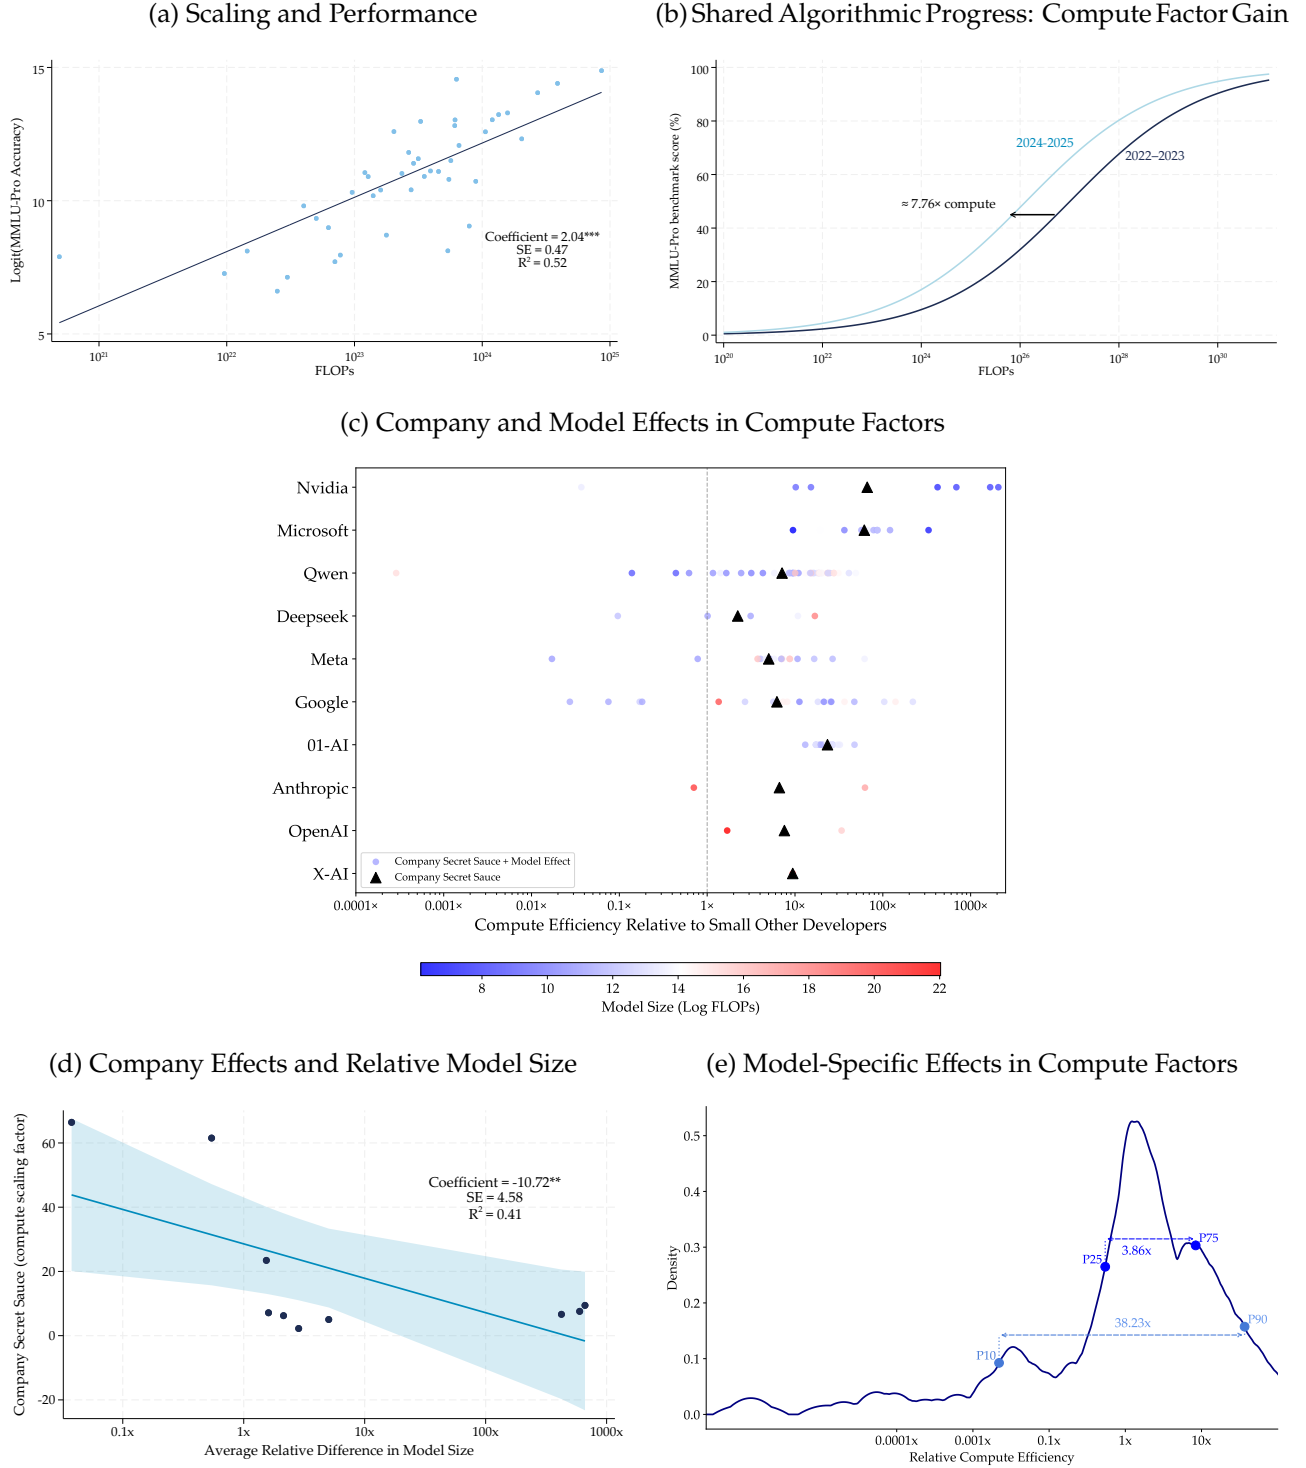 (a) Scaling and Performance
Logit(MMLU-Pro Accuracy)
15
10
5
Coefficient = 2.04***
SE = 0.47
R² = 0.52
10²¹
10²²
10²³
10²⁴
10²⁵
FLOPs
(b) Shared Algorithmic Progress: Compute Factor Gain
MMLU-Pro benchmark score (%)
100
80
60
40
20
0
2024-2025
2022–2023
≈ 7.76× compute
10²⁰
10²²
10²⁴
10²⁶
10²⁸
10³⁰
FLOPs
(c) Company and Model Effects in Compute Factors
Nvidia
Microsoft
Qwen
Deepseek
Meta
Google
01-AI
Anthropic
OpenAI
X-AI
Company Secret Sauce + Model Effect
Company Secret Sauce
0.0001×
0.001×
0.01×
0.1×
1×
10×
100×
1000×
Compute Efficiency Relative to Small Other Developers
8
10
12
14
16
18
20
22
Model Size (Log FLOPs)
(d) Company Effects and Relative Model Size
Company Secret Sauce (compute scaling factor)
60
40
20
0
-20
Coefficient = -10.72**
SE = 4.58
R² = 0.41
0.1x
1x
10x
100x
1000x
Average Relative Difference in Model Size
(e) Model-Specific Effects in Compute Factors
Density
0.5
0.4
0.3
0.2
0.1
0.0
P25
3.86x
P75
38.23x
P90
P10
0.0001x
0.001x
0.1x
1x
10x
Relative Compute Efficiency